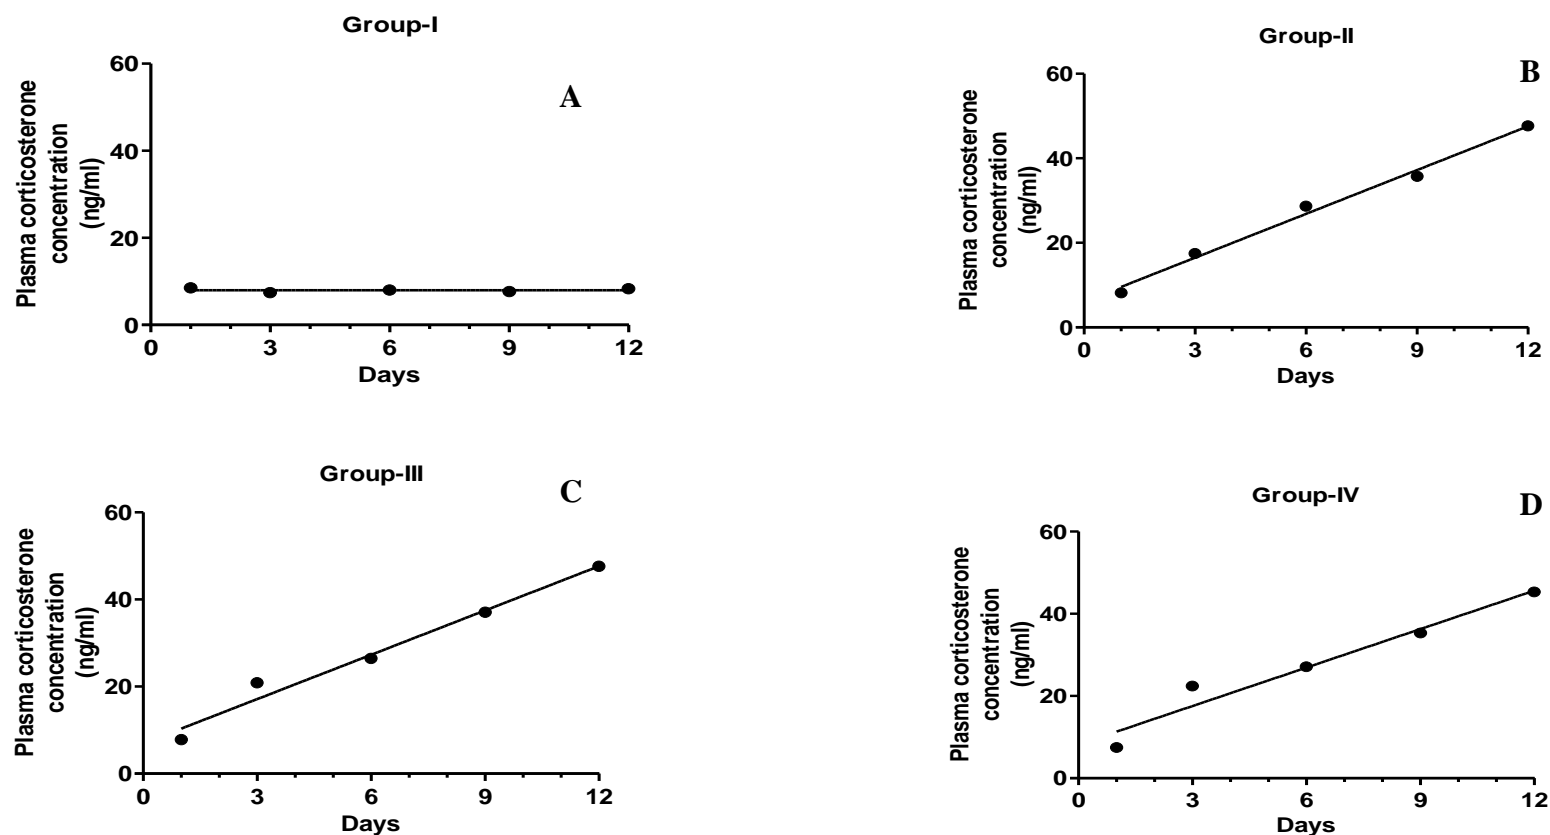 Group-I
A
Plasma corticosterone
concentration
(ng/ml)
60
40
20
0
0 3 6 9 12
Days
Group-II
B
Plasma corticosterone
concentration
(ng/ml)
60
40
20
0
0 3 6 9 12
Days
Group-III
C
Plasma corticosterone
concentration
(ng/ml)
60
40
20
0
0 3 6 9 12
Days
Group-IV
D
Plasma corticosterone
concentration
(ng/ml)
60
40
20
0
0 3 6 9 12
Days